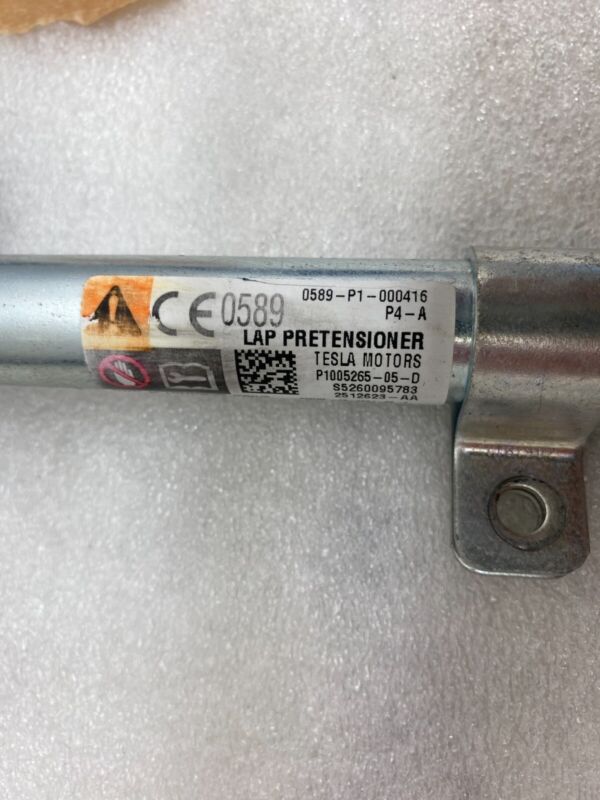 CE 0589
0589-P1-000416
P4-A
LAP PRETENSIONER
TESLA MOTORS
P1005265-05-D
S5260095783
2512623-AA